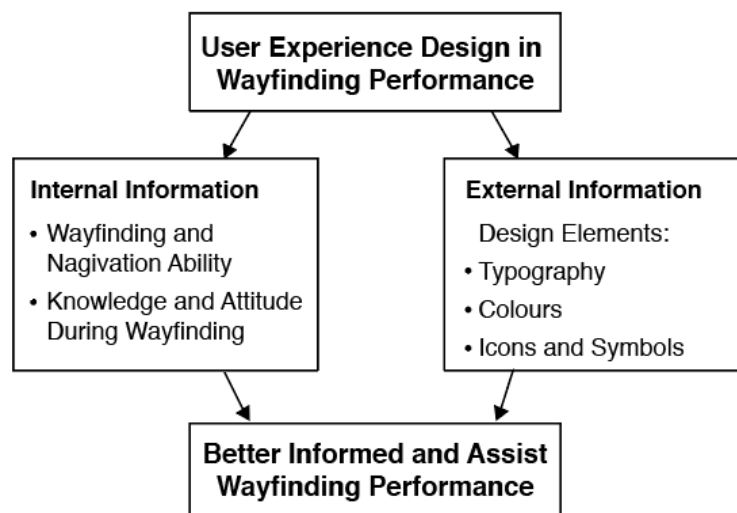 User Experience Design in
Wayfinding Performance
Internal Information
• Wayfinding and
Nagivation Ability
• Knowledge and Attitude
During Wayfinding
External Information
Design Elements:
• Typography
• Colours
• Icons and Symbols
Better Informed and Assist
Wayfinding Performance